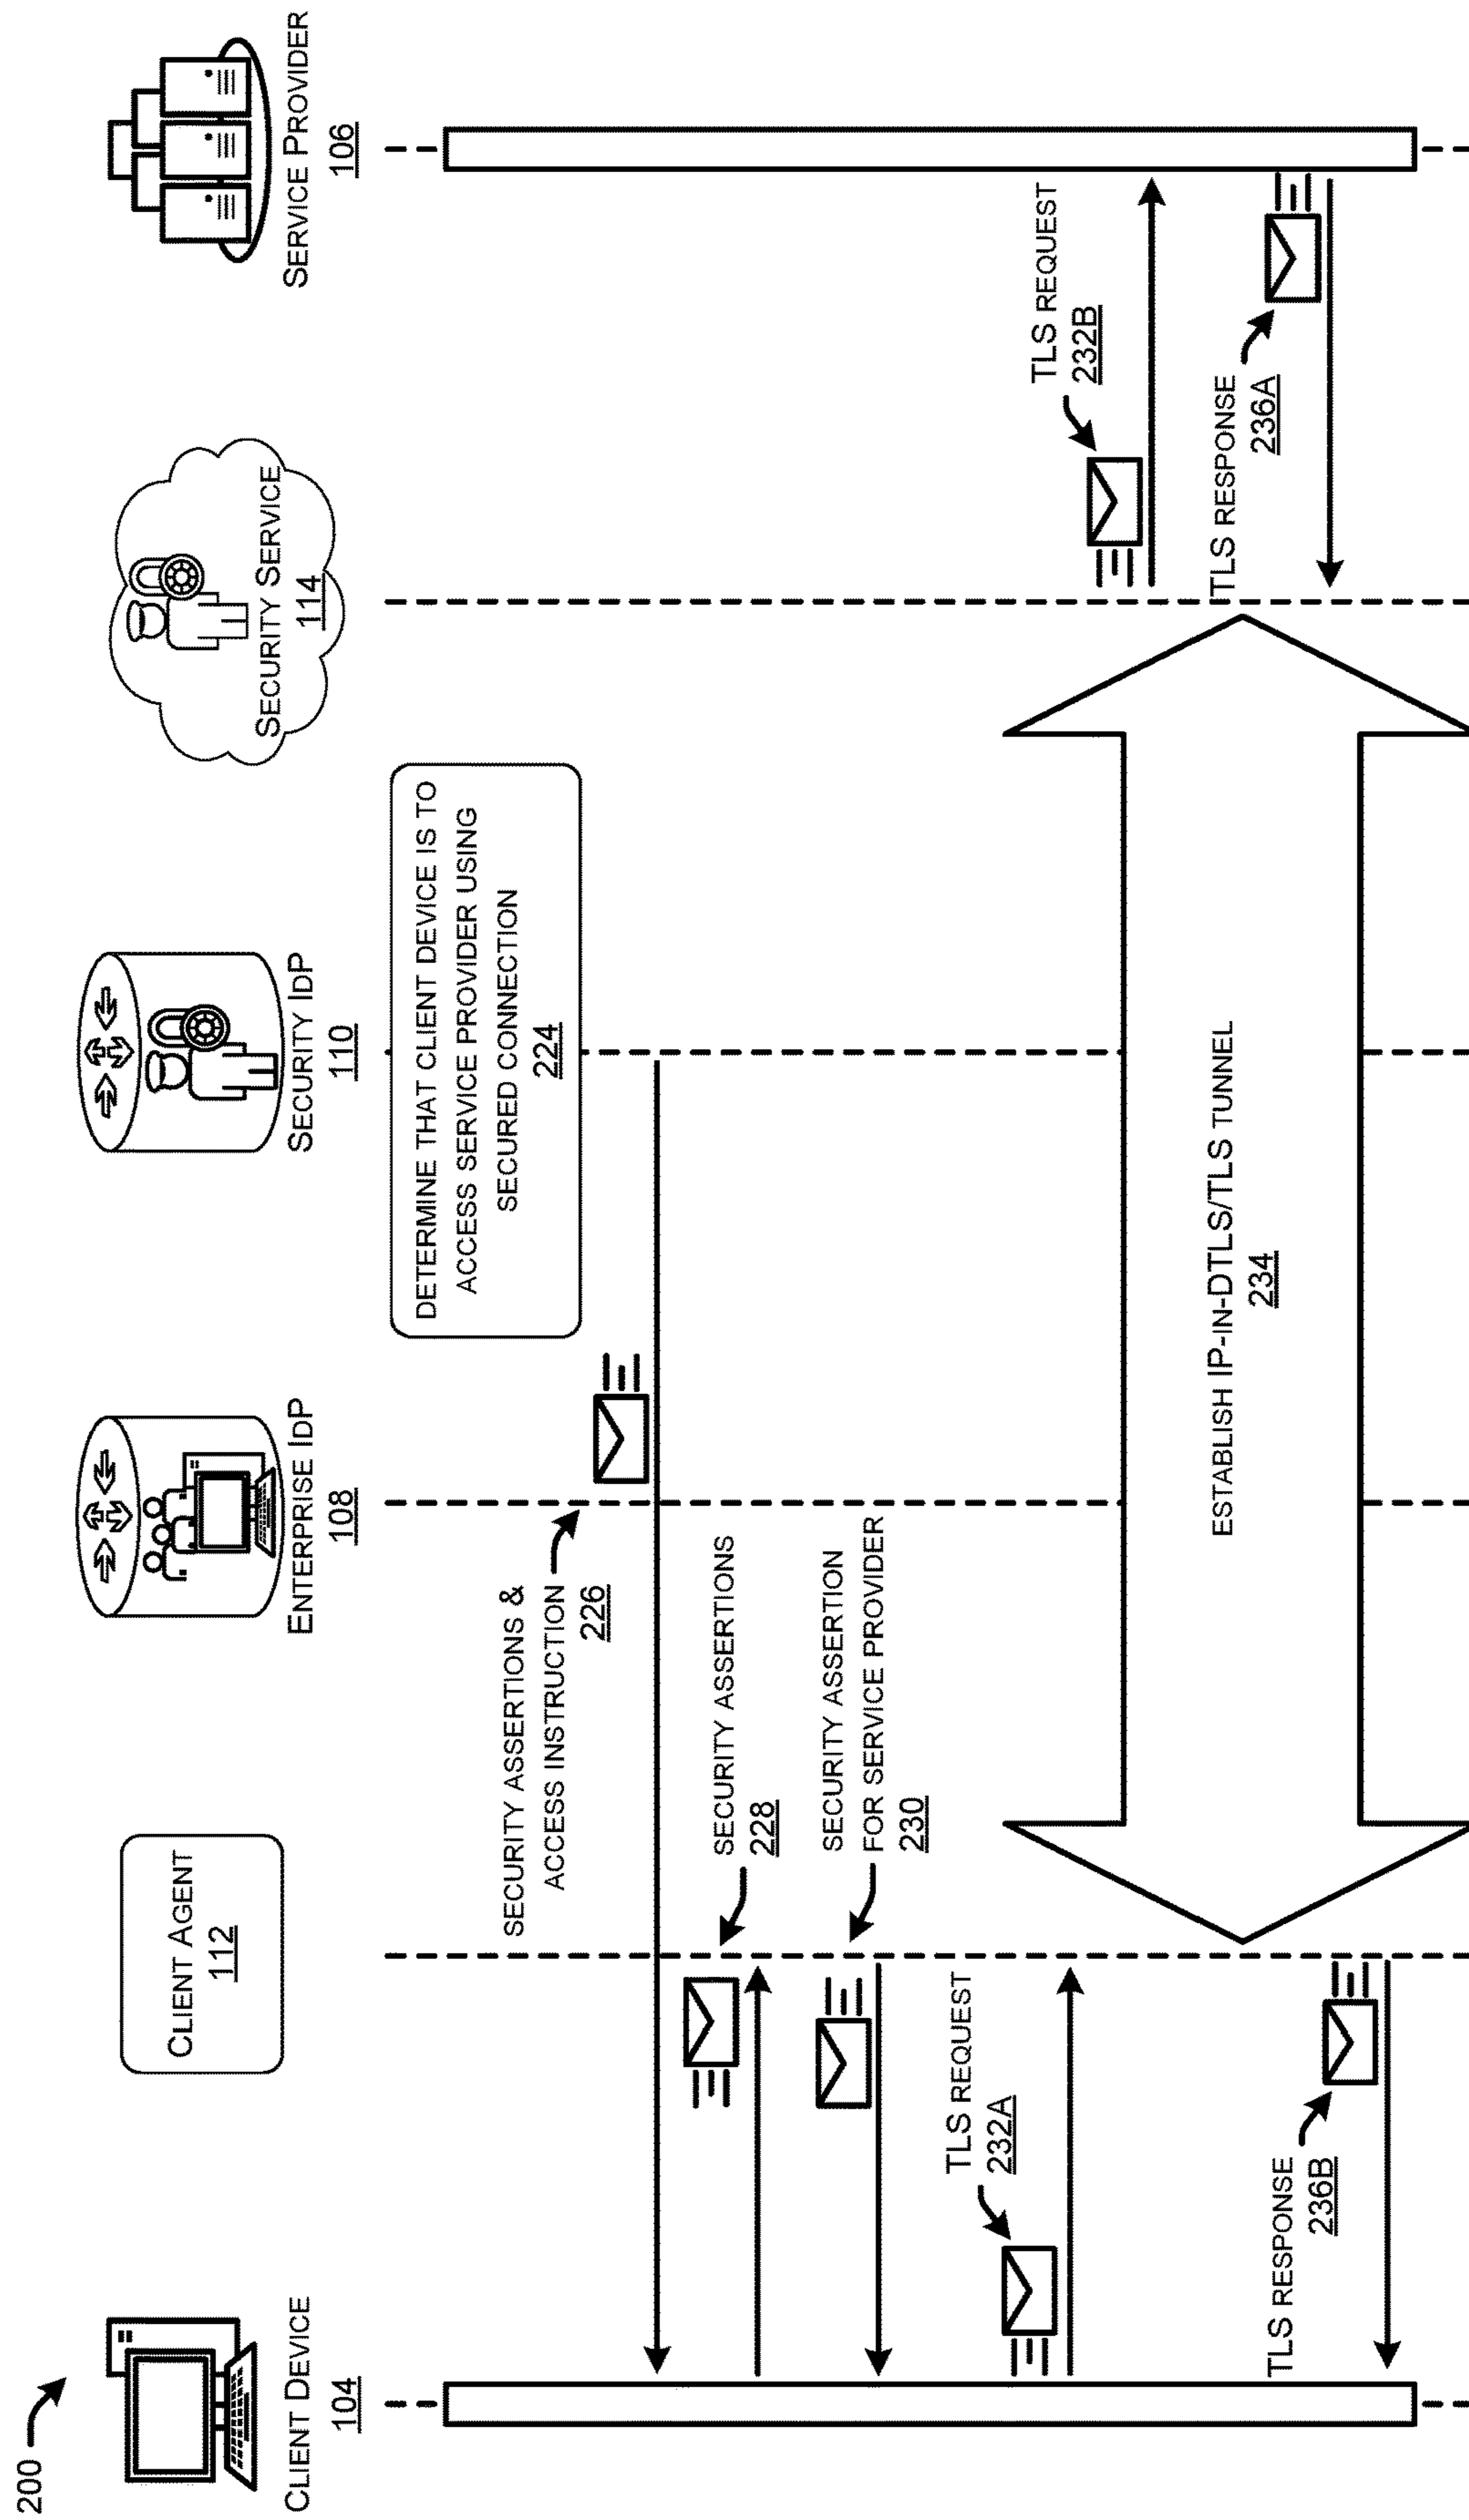 200
CLIENT DEVICE
104
CLIENT AGENT
112
ENTERPRISE IDP
108
SECURITY IDP
110
SECURITY SERVICE
114
SERVICE PROVIDER
106
DETERMINE THAT CLIENT DEVICE IS TO
ACCESS SERVICE PROVIDER USING
SECURED CONNECTION
224
SECURITY ASSERTIONS &
ACCESS INSTRUCTION
226
SECURITY ASSERTIONS
228
SECURITY ASSERTION
FOR SERVICE PROVIDER
230
TLS REQUEST
232A
ESTABLISH IP-IN-DTLS/TLS TUNNEL
234
TLS REQUEST
232B
TLS RESPONSE
236A
TLS RESPONSE
236B